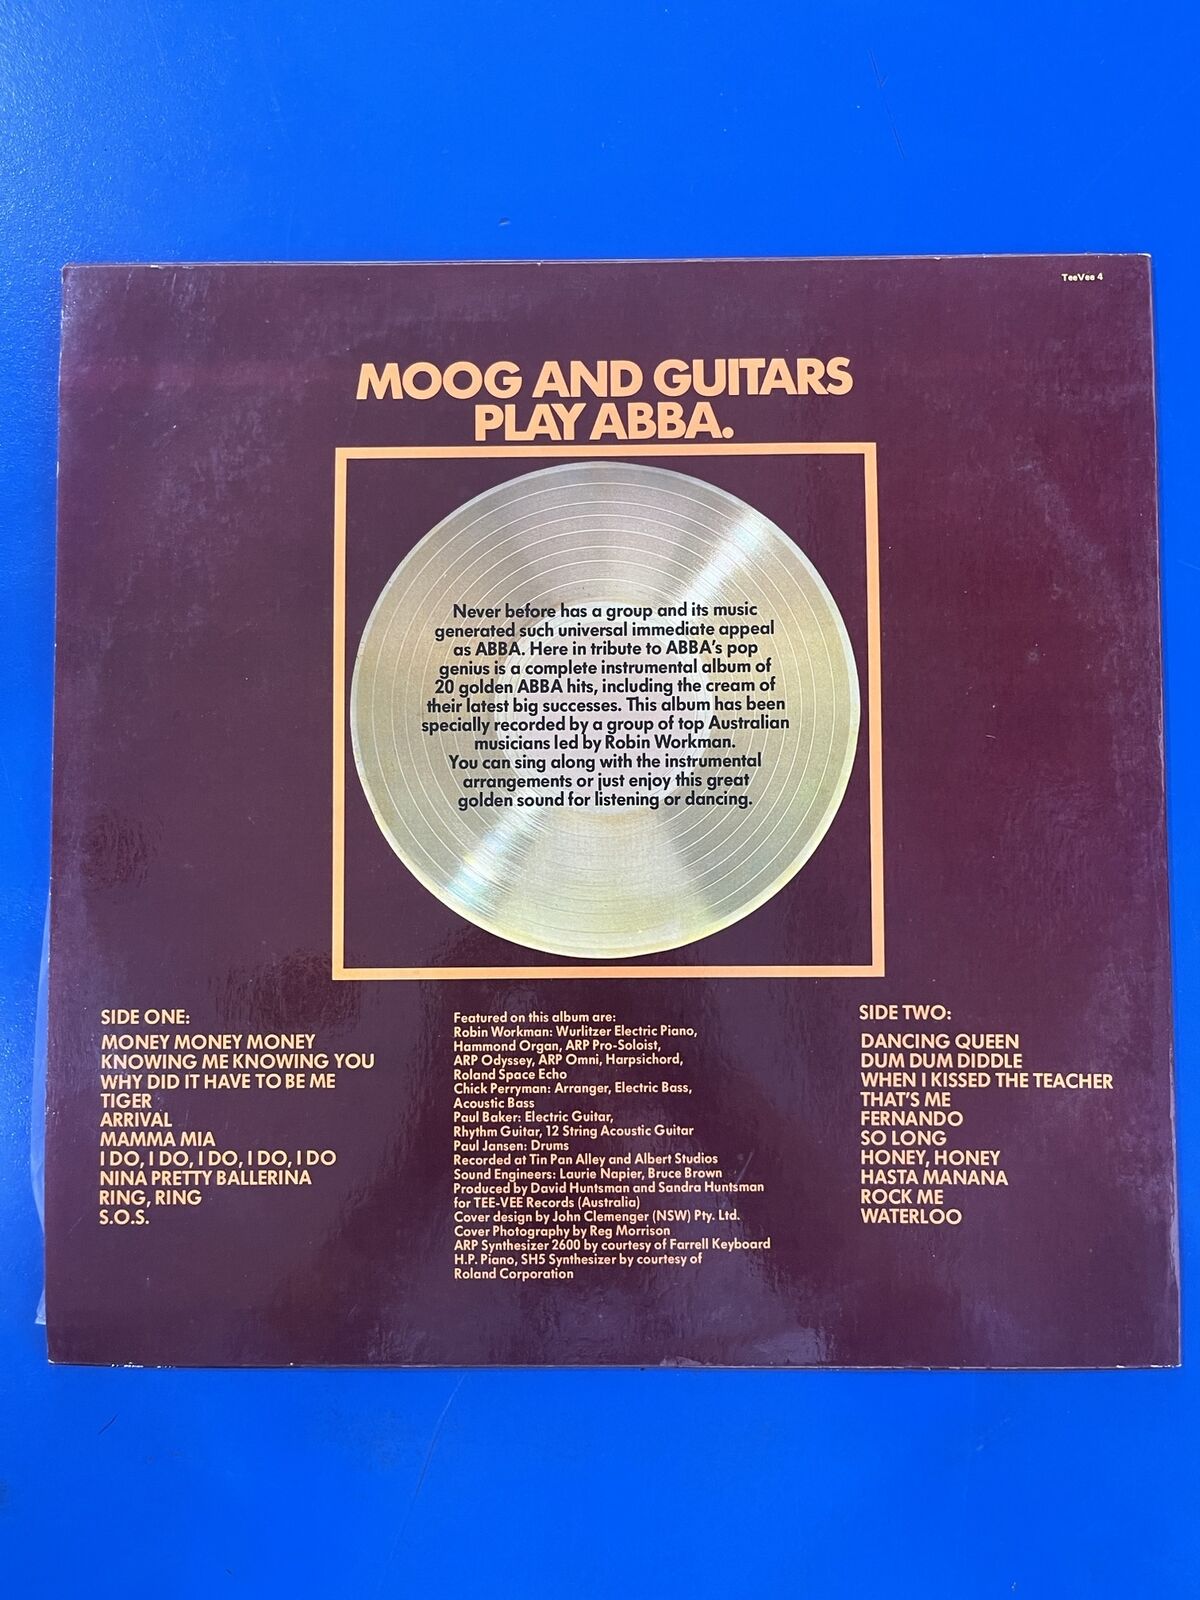 TeeVee 4
MOOG AND GUITARS
PLAY ABBA.
Never before has a group and its music
generated such universal immediate appeal
as ABBA. Here in tribute to ABBA's pop
genius is a complete instrumental album of
20 golden ABBA hits, including the cream of
their latest big successes. This album has been
specially recorded by a group of top Australian
musicians led by Robin Workman.
You can sing along with the instrumental
arrangements or just enjoy this great
golden sound for listening or dancing.
SIDE ONE:
MONEY MONEY MONEY
KNOWING ME KNOWING YOU
WHY DID IT HAVE TO BE ME
TIGER
ARRIVAL
MAMMA MIA
I DO, I DO, I DO, I DO, I DO
NINA PRETTY BALLERINA
RING, RING
S.O.S.
Featured on this album are:
Robin Workman: Wurlitzer Electric Piano,
Hammond Organ, ARP Pro-Soloist,
ARP Odyssey, ARP Omni, Harpsichord,
Roland Space Echo
Chick Perryman: Arranger, Electric Bass,
Acoustic Bass
Paul Baker: Electric Guitar,
Rhythm Guitar, 12 String Acoustic Guitar
Paul Jansen: Drums
Recorded at Tin Pan Alley and Albert Studios
Sound Engineers: Laurie Napier, Bruce Brown
Produced by David Huntsman and Sandra Huntsman
for TEE-VEE Records (Australia)
Cover design by John Clemenger (NSW) Pty. Ltd.
Cover Photography by Reg Morrison
ARP Synthesizer 2600 by courtesy of Farrell Keyboard
H.P. Piano, SH5 Synthesizer by courtesy of
Roland Corporation
SIDE TWO:
DANCING QUEEN
DUM DUM DIDDLE
WHEN I KISSED THE TEACHER
THAT'S ME
FERNANDO
SO LONG
HONEY, HONEY
HASTA MANANA
ROCK ME
WATERLOO